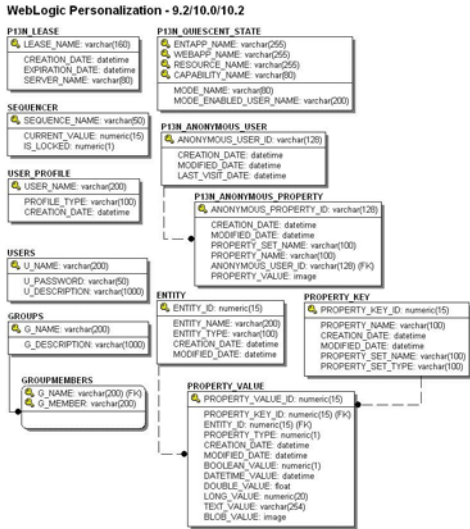 WebLogic Personalization - 9.2/10.0/10.2
P13N_LEASE
LEASE_NAME: varchar(160)
CREATION_DATE: datetime
EXPIRATION_DATE: datetime
SERVER_NAME: varchar(80)
P13N_QUIESCENT_STATE
ENTAPP_NAME: varchar(255)
WEBAPP_NAME: varchar(255)
RESOURCE_NAME: varchar(255)
CAPABILITY_NAME: varchar(80)
MODE_NAME: varchar(80)
MODE_ENABLED_USER_NAME: varchar(200)
SEQUENCER
SEQUENCE_NAME: varchar(50)
CURRENT_VALUE: numeric(15)
IS_LOCKED: numeric(1)
P13N_ANONYMOUS_USER
ANONYMOUS_USER_ID: varchar(128)
CREATION_DATE: datetime
MODIFIED_DATE: datetime
LAST_VISIT_DATE: datetime
USER_PROFILE
USER_NAME: varchar(200)
PROFILE_TYPE: varchar(100)
CREATION_DATE: datetime
P13N_ANONYMOUS_PROPERTY
ANONYMOUS_PROPERTY_ID: varchar(128)
CREATION_DATE: datetime
MODIFIED_DATE: datetime
PROPERTY_SET_NAME: varchar(100)
PROPERTY_NAME: varchar(100)
ANONYMOUS_USER_ID: varchar(128) (FK)
PROPERTY_VALUE: image
USERS
U_NAME: varchar(200)
U_PASSWORD: varchar(50)
U_DESCRIPTION: varchar(1000)
GROUPS
G_NAME: varchar(200)
G_DESCRIPTION: varchar(1000)
GROUPMEMBERS
G_NAME: varchar(200) (FK)
G_MEMBER: varchar(200)
ENTITY
ENTITY_ID: numeric(15)
ENTITY_NAME: varchar(200)
ENTITY_TYPE: varchar(100)
CREATION_DATE: datetime
MODIFIED_DATE: datetime
PROPERTY_KEY
PROPERTY_KEY_ID: numeric(15)
PROPERTY_NAME: varchar(100)
CREATION_DATE: datetime
MODIFIED_DATE: datetime
PROPERTY_SET_NAME: varchar(100)
PROPERTY_SET_TYPE: varchar(100)
PROPERTY_VALUE
PROPERTY_VALUE_ID: numeric(15)
PROPERTY_KEY_ID: numeric(15) (FK)
ENTITY_ID: numeric(15) (FK)
PROPERTY_TYPE: numeric(1)
CREATION_DATE: datetime
MODIFIED_DATE: datetime
BOOLEAN_VALUE: numeric(1)
DATETIME_VALUE: datetime
DOUBLE_VALUE: float
LONG_VALUE: numeric(20)
TEXT_VALUE: varchar(254)
BLOB_VALUE: image